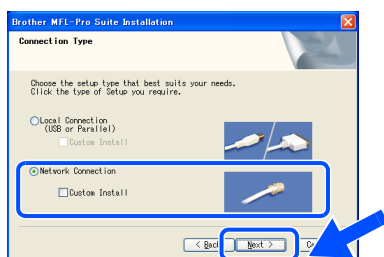 Brother MFL-Pro Suite Installation
Connection Type
Choose the setup type that best suits your needs.
Click the type of Setup you require.
Local Connection
(USB or Parallel)
Custom Install
Network Connection
Custom Install
< Back Next >